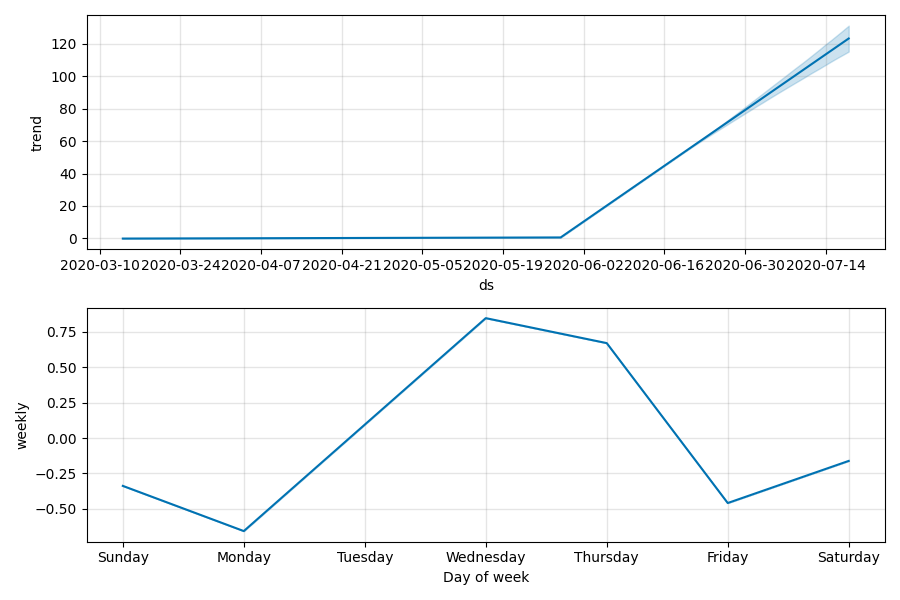 120
100
80
60
40
20
0
trend
2020-03-10 2020-03-24 2020-04-07 2020-04-21 2020-05-05 2020-05-19 2020-06-02 2020-06-16 2020-06-30 2020-07-14
ds
0.75
0.50
0.25
0.00
−0.25
−0.50
weekly
Sunday Monday Tuesday Wednesday Thursday Friday Saturday
Day of week